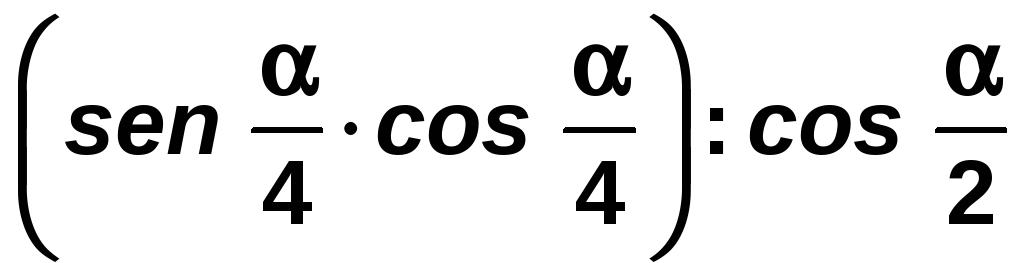 (sen α/4 · cos α/4) : cos α/2